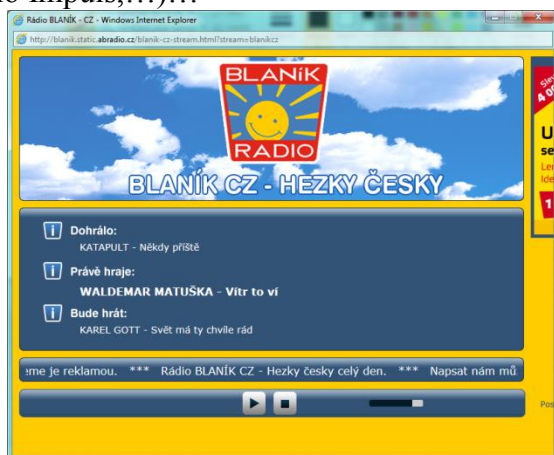 Impuls,...)...
Rádio BLANÍK - CZ - Windows Internet Explorer
http://blanik.static.abradio.cz/blanik-cz-stream.html?stream=blanikcz
BLANíK
RADIO
BLANÍK CZ - HEZKY ČESKY
Dohrálo:
KATAPULT - Někdy příště
Právě hraje:
WALDEMAR MATUŠKA - Vítr to ví
Bude hrát:
KAREL GOTT - Svět má ty chvíle rád
eme je reklamou. *** Rádio BLANÍK CZ - Hezky česky celý den. *** Napsat nám mů